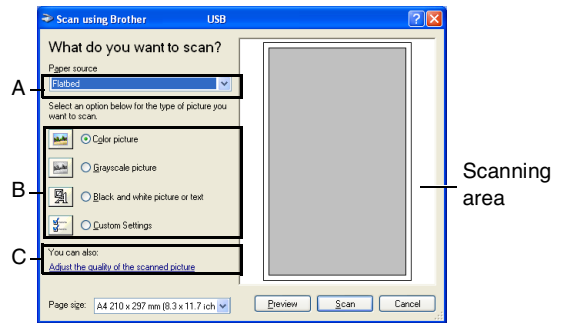 Scan using Brother USB
What do you want to scan?
Paper source
A
Flatbed
Select an option below for the type of picture you
want to scan.
Color picture
Grayscale picture
B
Black and white picture or text
Custom Settings
Scanning
area
C
You can also:
Adjust the quality of the scanned picture
Page size: A4 210 x 297 mm (8.3 x 11.7 ich
Preview Scan Cancel